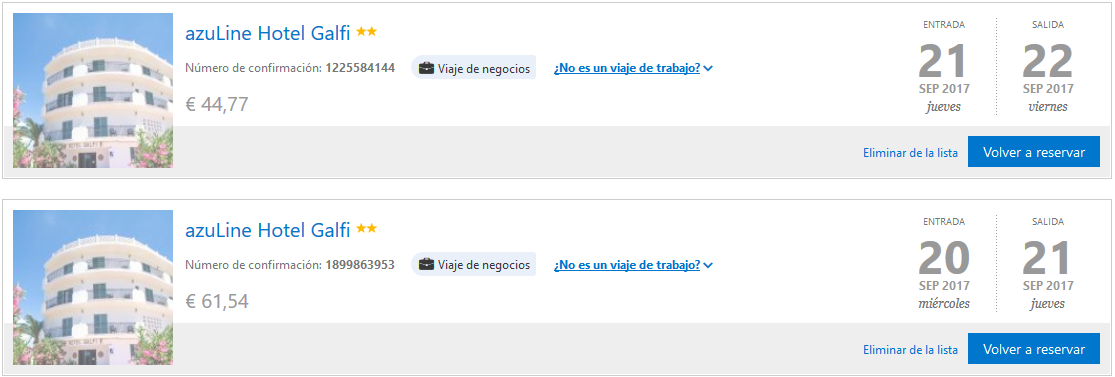 azuLine Hotel Galfi
Número de confirmación: 1225584144 Viaje de negocios ¿No es un viaje de trabajo?
€ 44,77
ENTRADA
21
SEP 2017
jueves
SALIDA
22
SEP 2017
viernes
Eliminar de la lista Volver a reservar
HOTEL GALFI
azuLine Hotel Galfi
Número de confirmación: 1899863953 Viaje de negocios ¿No es un viaje de trabajo?
€ 61,54
ENTRADA
20
SEP 2017
miércoles
SALIDA
21
SEP 2017
jueves
Eliminar de la lista Volver a reservar
HOTEL GALFI